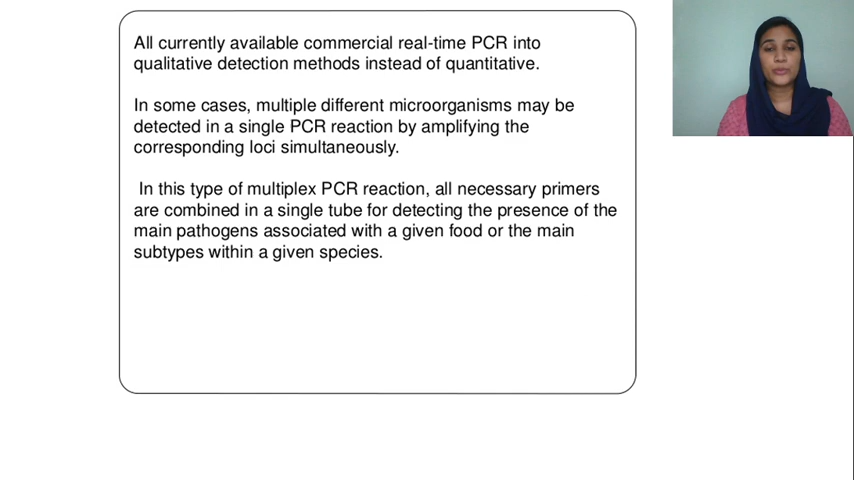 All currently available commercial real-time PCR into
qualitative detection methods instead of quantitative.
In some cases, multiple different microorganisms may be
detected in a single PCR reaction by amplifying the
corresponding loci simultaneously.
In this type of multiplex PCR reaction, all necessary primers
are combined in a single tube for detecting the presence of the
main pathogens associated with a given food or the main
subtypes within a given species.